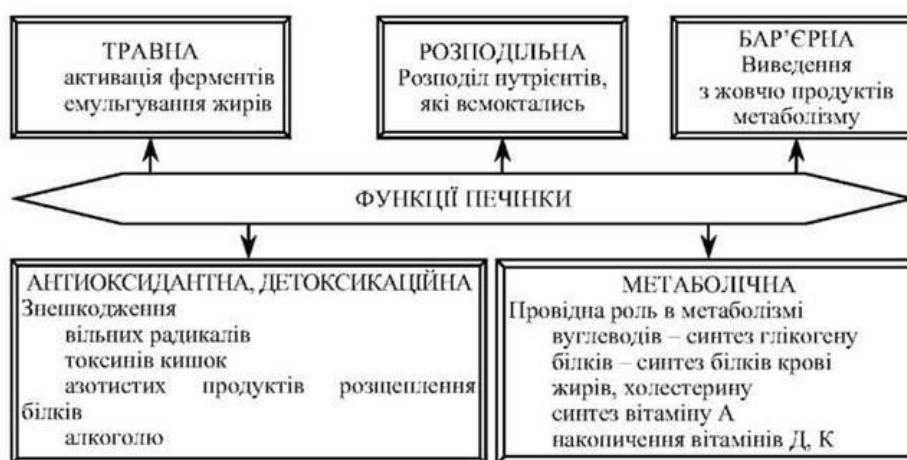 ТРАВНА
активація ферментів
емульгування жирів
РОЗПОДІЛЬНА
Розподіл нутрієнтів,
які всмоктались
БАР’ЄРНА
Виведення
з жовчю продуктів
метаболізму
ФУНКЦІЇ ПЕЧІНКИ
АНТИОКСИДАНТНА, ДЕТОКСИКАЦІЙНА
Знешкодження
вільних радикалів
токсинів кишок
азотистих продуктів розщеплення
білків
алкоголю
МЕТАБОЛІЧНА
Провідна роль в метаболізмі
вуглеводів – синтез глікогену
білків – синтез білків крові
жирів, холестерину
синтез вітаміну А
накопичення вітамінів Д, К